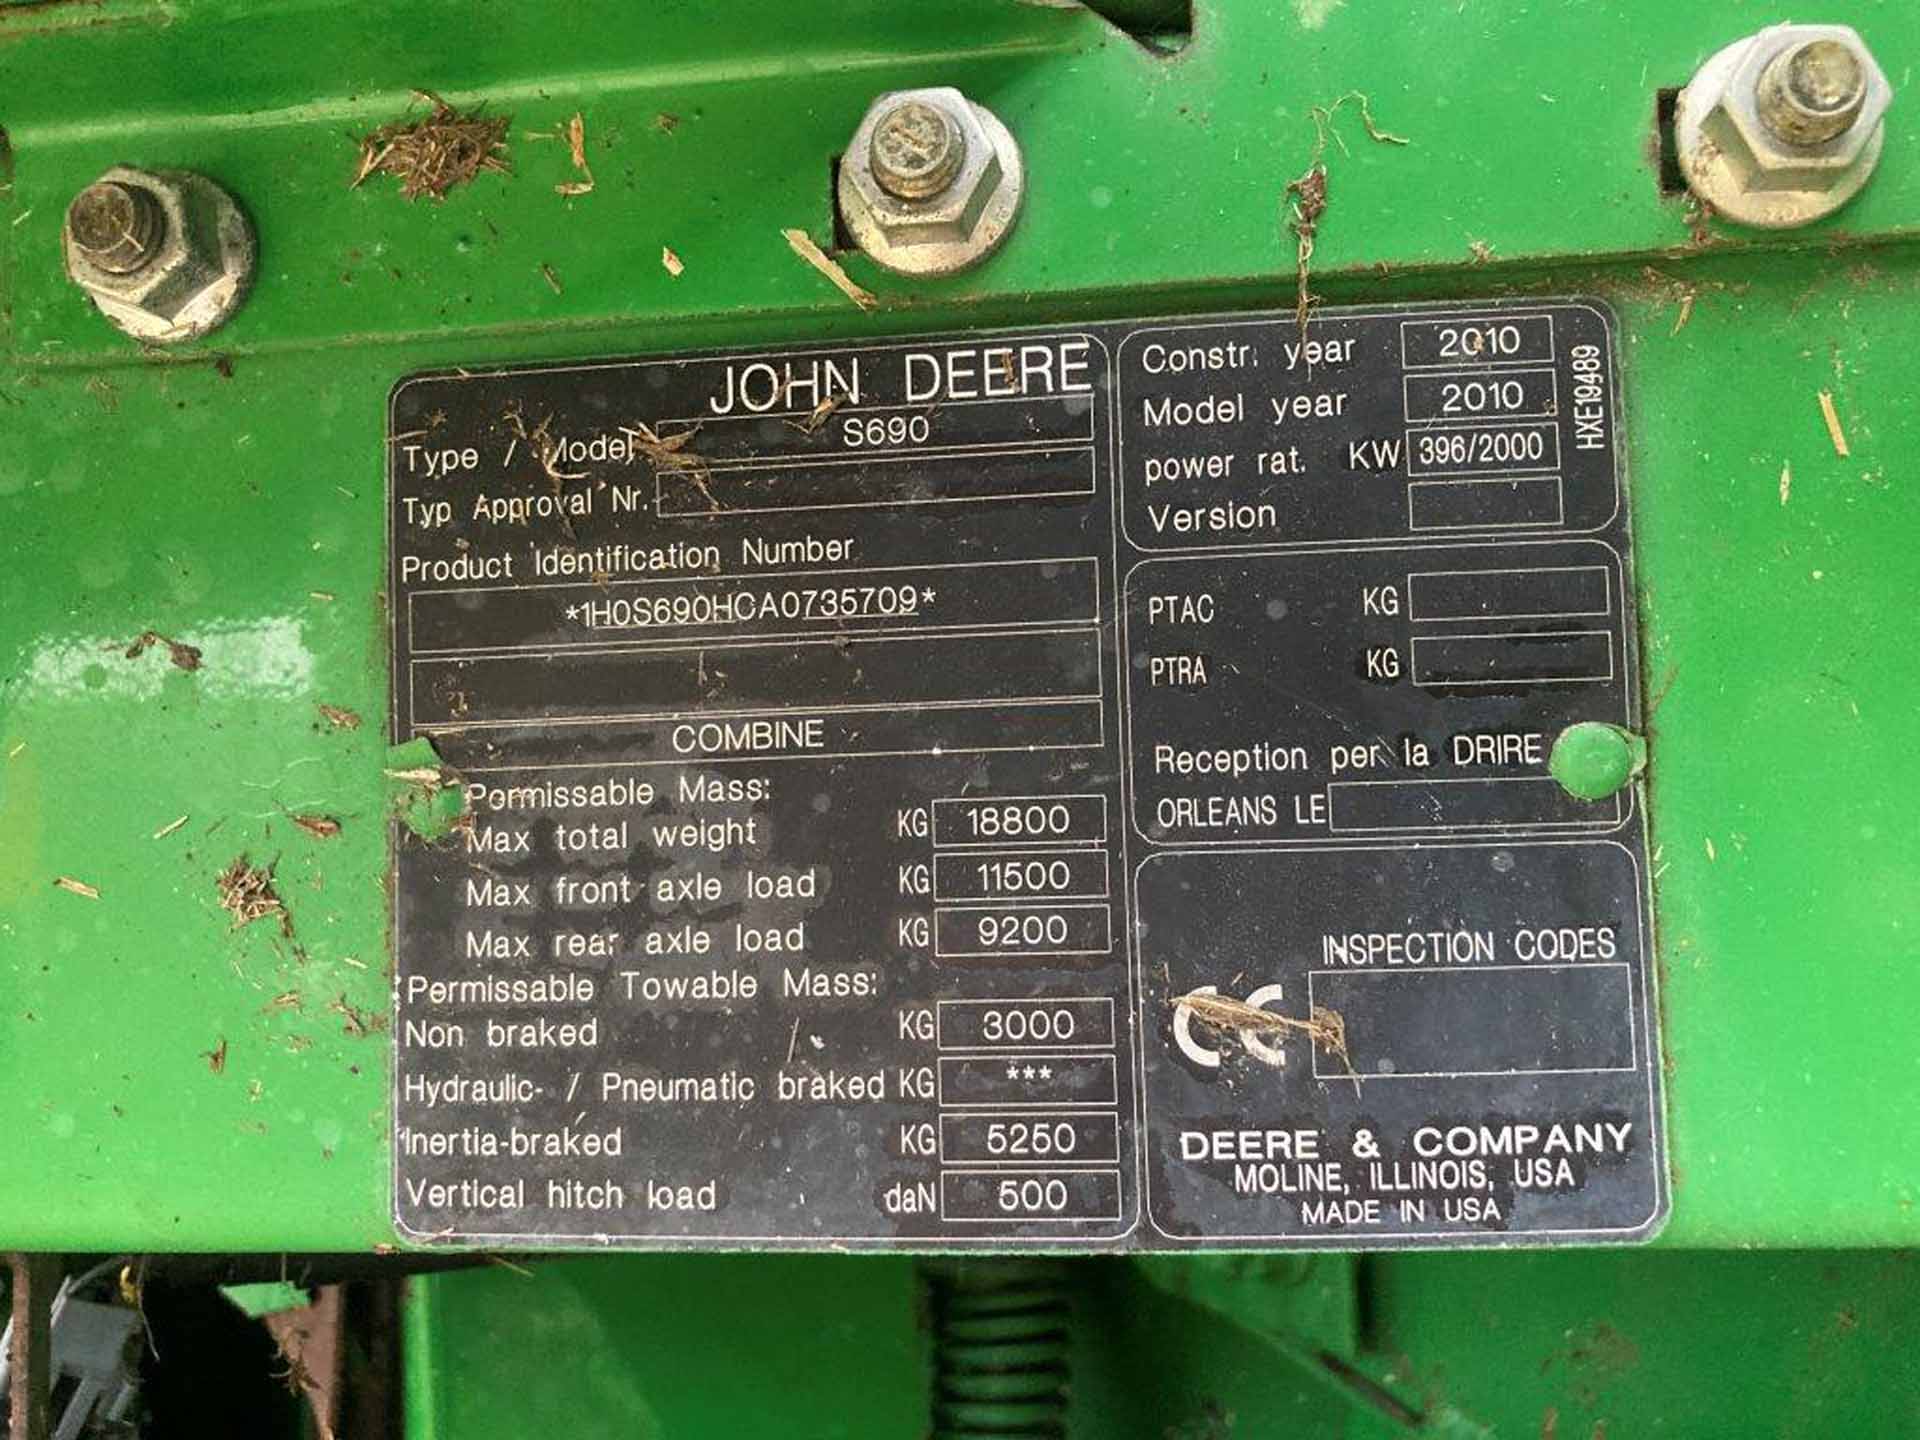 JOHN DEERE
Type / Model S690
Typ Approval Nr.
Product Identification Number
*1H0S690HCA0735709*
COMBINE
Permissable Mass:
Max total weight KG 18800
Max front axle load KG 11500
Max rear axle load KG 9200
Permissable Towable Mass:
Non braked KG 3000
Hydraulic- / Pneumatic braked KG ***
Inertia-braked KG 5250
Vertical hitch load daN 500
Constr. year 2010
Model year 2010
power rat. KW 396/2000
Version
HXE19489
PTAC KG
PTRA KG
Reception per la DRIRE
ORLEANS LE
INSPECTION CODES
CE
DEERE & COMPANY
MOLINE, ILLINOIS, USA
MADE IN USA